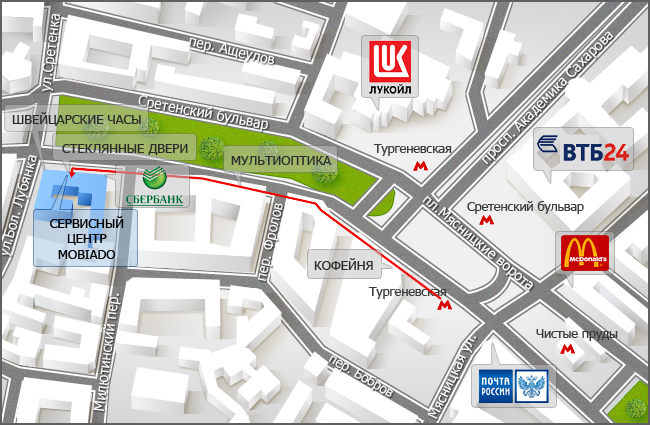 ул.Сретенка
пер. Ащеулов
LUK
ЛУКОЙЛ
просп. Академика Сахарова
Сретенский бульвар
ШВЕЙЦАРСКИЕ ЧАСЫ
СТЕКЛЯННЫЕ ДВЕРИ
МУЛЬТИОПТИКА
Тургеневская
ВТБ24
СБЕРБАНК
ул.Бол. Лубянка
СЕРВИСНЫЙ
ЦЕНТР
MOBIADO
пл.Мясницкие ворота
Сретенский бульвар
McDonald's
пер. Фролов
КОФЕЙНЯ
Тургеневская
Милютинский пер.
Чистые пруды
пер. Бобров
Мясницкая ул.
ПОЧТА
РОССИИ